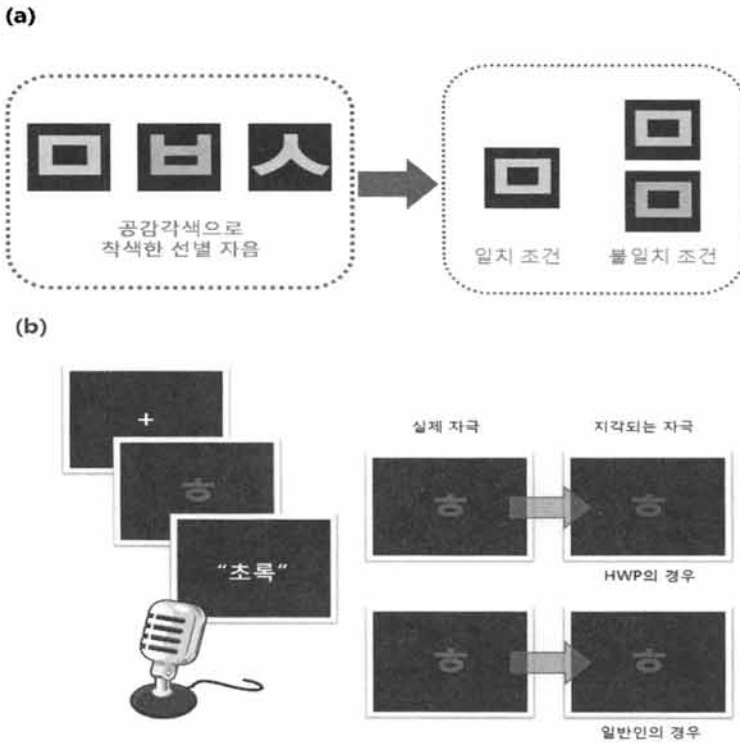 (a)
ㅁ ㅂ ㅅ
공감각색으로
착색한 선별 자음
ㅁ
일치 조건
ㅁ
ㅁ
불일치 조건
(b)
+
ㅎ
“초록”
실제 자극
지각되는 자극
ㅎ ㅎ
HWP의 경우
ㅎ ㅎ
일반인의 경우